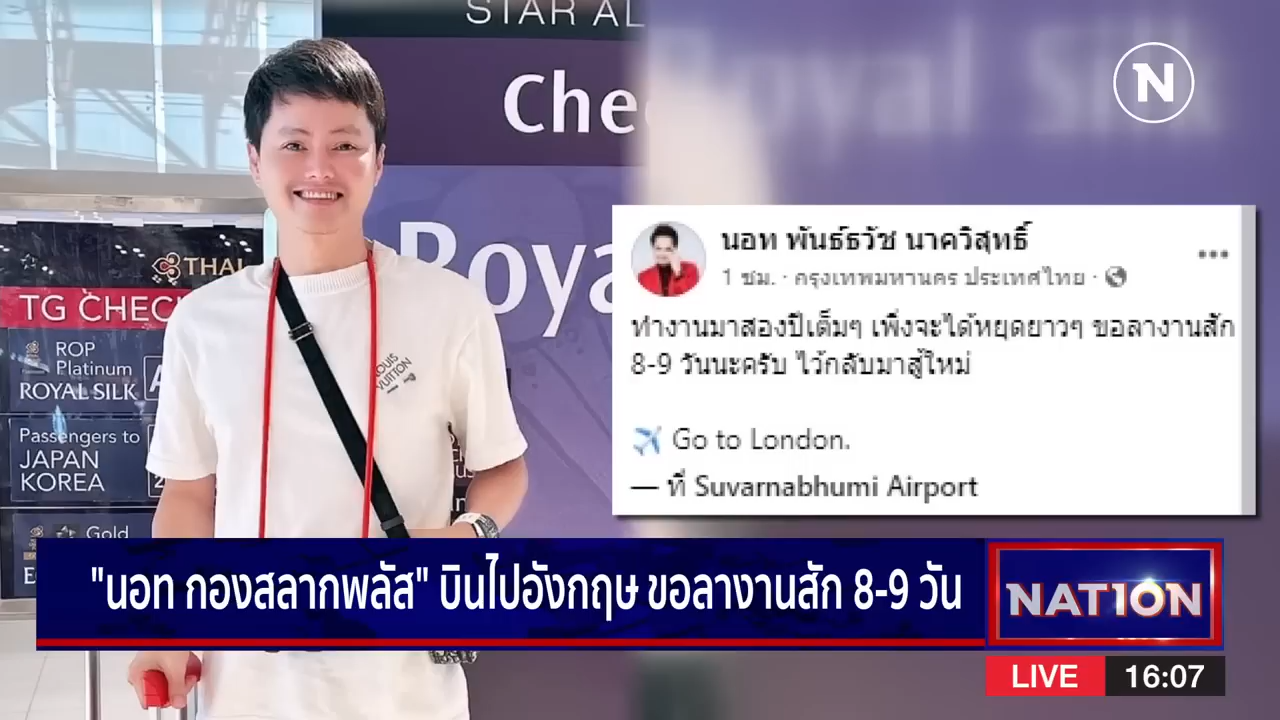 STAR AL
Che
Royal Silk
Roya
THAI
TG CHEC
ROP
Platinum
ROYAL SILK
A
Passengers to
JAPAN
KOREA
2
Gold
LOUIS
VUITTON
N
นอท พันธ์ธวัช นาควิสุทธิ์
1 ชม. · กรุงเทพมหานคร ประเทศไทย ·
ทำงานมาสองปีเต็มๆ เพิ่งจะได้หยุดยาวๆ ขอลางานสัก
8-9 วันนะครับ ไว้กลับมาสู้ใหม่
✈️ Go to London.
— ที่ Suvarnabhumi Airport
"นอท กองสลากพลัส" บินไปอังกฤษ ขอลางานสัก 8-9 วัน
NATION
LIVE 16:07